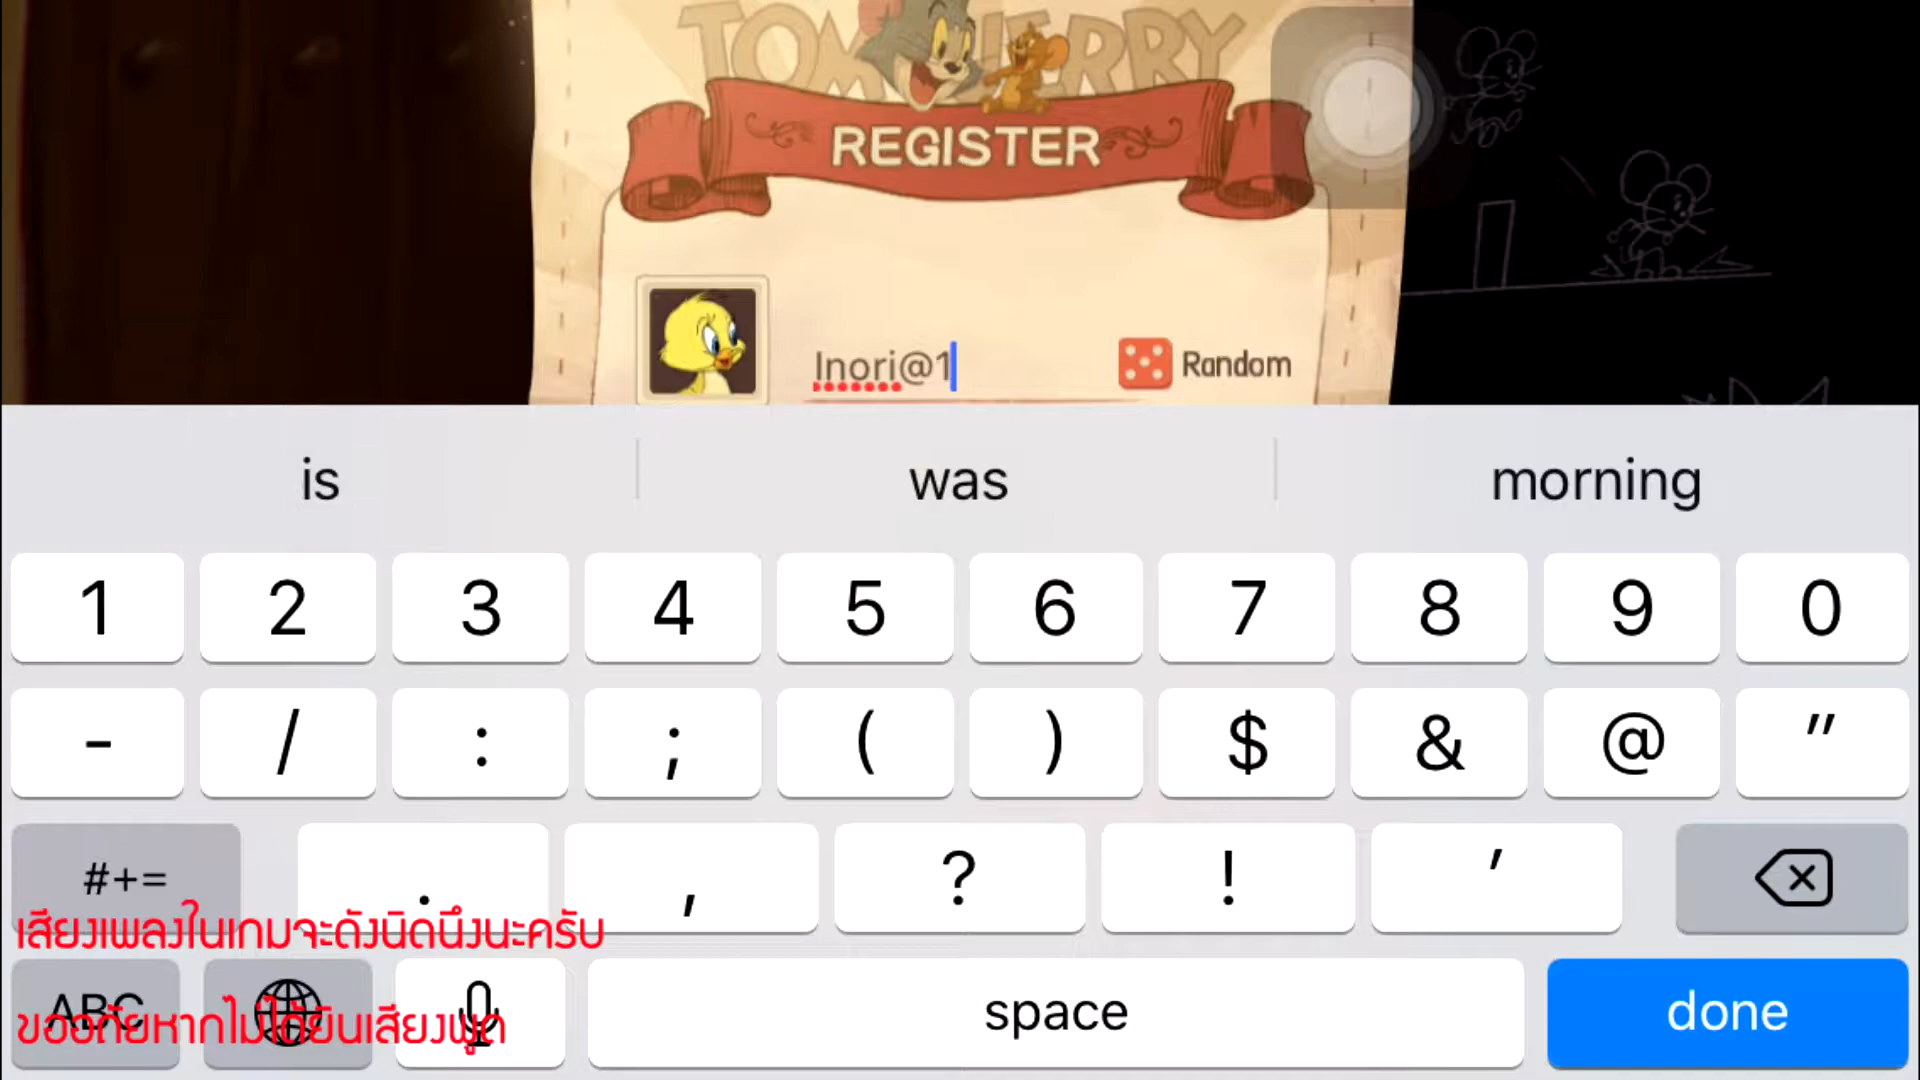 TOM JERRY
REGISTER
Inori@1
Random
is was morning
1 2 3 4 5 6 7 8 9 0
- / : ; ( ) $ & @ "
#+= . , ? ! '
เสียงเพลงในเกมจะดังนิดนึงนะครับ
ABC space done
ขออภัยหากไม่ได้ยินเสียงพูด